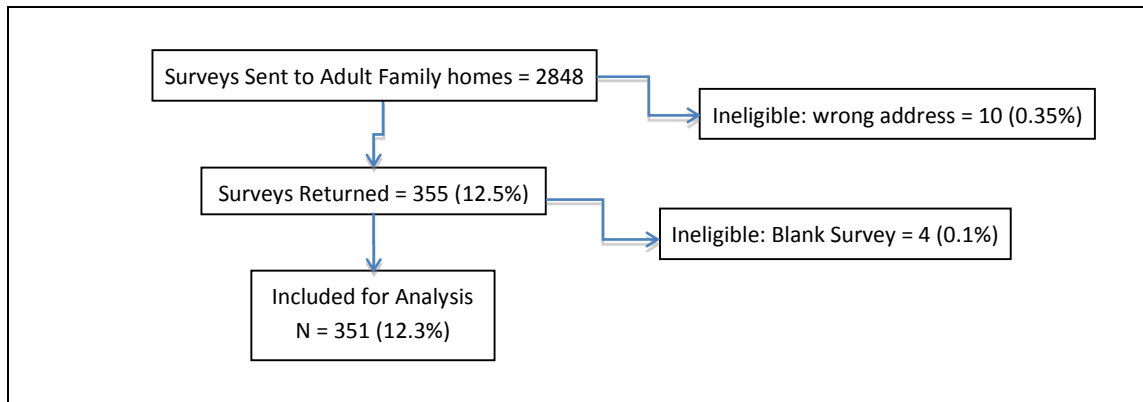 Surveys Sent to Adult Family homes = 2848
Ineligible: wrong address = 10 (0.35%)
Surveys Returned = 355 (12.5%)
Ineligible: Blank Survey = 4 (0.1%)
Included for Analysis
N = 351 (12.3%)